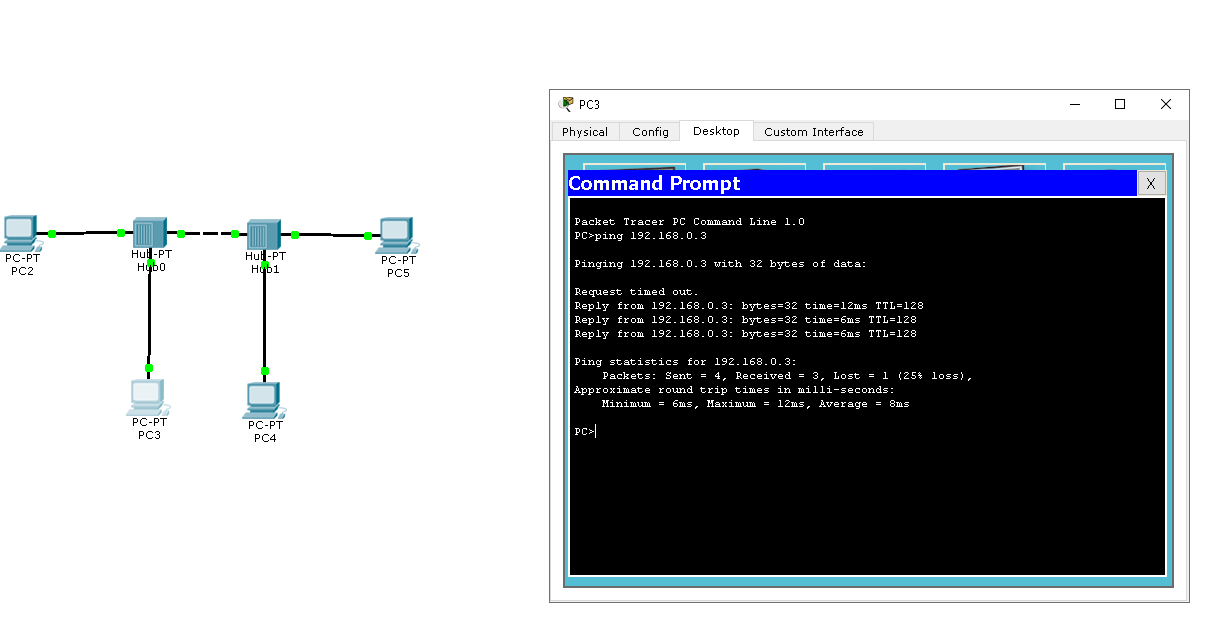 PC3
Physical Config Desktop Custom Interface
Command Prompt X
Packet Tracer PC Command Line 1.0
PC>ping 192.168.0.3
Pinging 192.168.0.3 with 32 bytes of data:
Request timed out.
Reply from 192.168.0.3: bytes=32 time=12ms TTL=128
Reply from 192.168.0.3: bytes=32 time=6ms TTL=128
Reply from 192.168.0.3: bytes=32 time=6ms TTL=128
Ping statistics for 192.168.0.3:
Packets: Sent = 4, Received = 3, Lost = 1 (25% loss),
Approximate round trip times in milli-seconds:
Minimum = 6ms, Maximum = 12ms, Average = 8ms
PC>
PC-PT
PC2
Hub-PT
Hub0
Hub-PT
Hub1
PC-PT
PC5
PC-PT
PC3
PC-PT
PC4